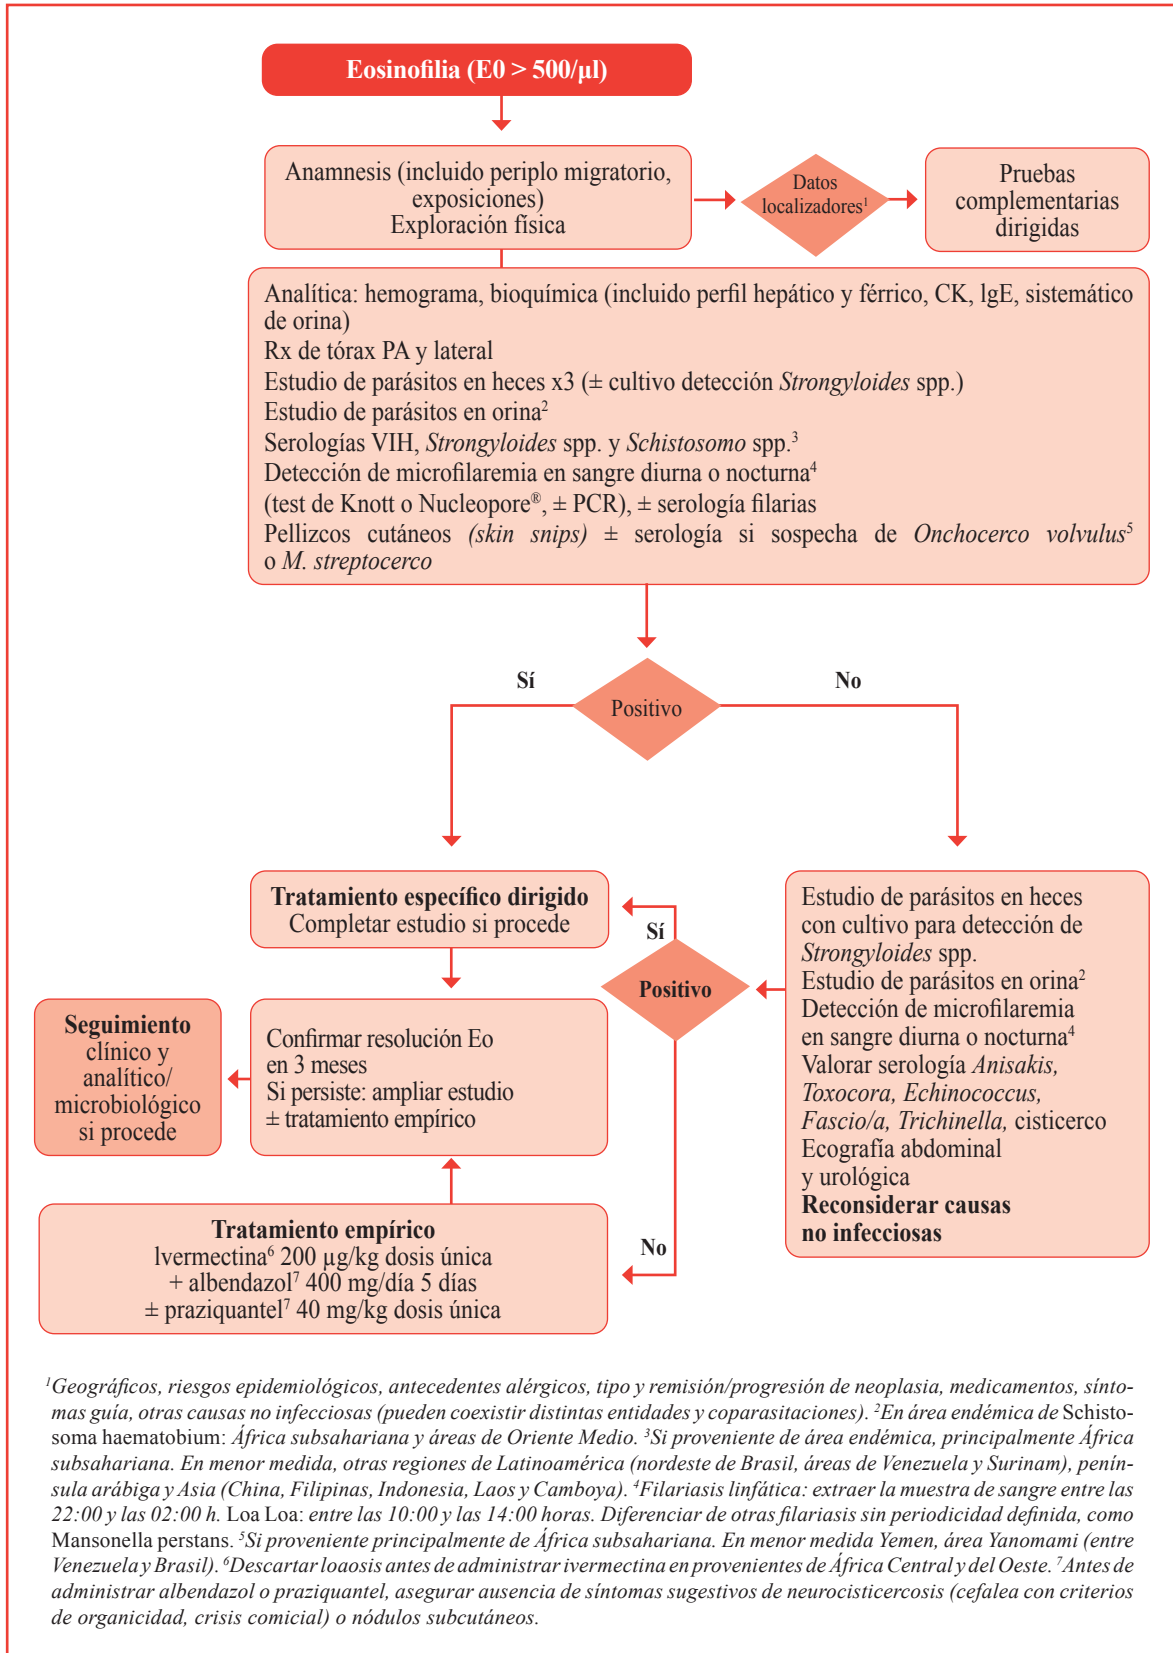 Eosinofilia (E0 > 500/µl)
Anamnesis (incluido periplo migratorio,
exposiciones)
Exploración física
Datos
localizadores¹
Pruebas
complementarias
dirigidas
Analítica: hemograma, bioquímica (incluido perfil hepático y férrico, CK, lgE, sistemático
de orina)
Rx de tórax PA y lateral
Estudio de parásitos en heces x3 (± cultivo detección Strongyloides spp.)
Estudio de parásitos en orina²
Serologías VIH, Strongyloides spp. y Schistosomo spp.³
Detección de microfilaremia en sangre diurna o nocturna⁴
(test de Knott o Nucleopore®, ± PCR), ± serología filarias
Pellizcos cutáneos (skin snips) ± serología si sospecha de Onchocerco volvulus⁵
o M. streptocerco
Sí
Positivo
No
Tratamiento específico dirigido
Completar estudio si procede
Sí
Positivo
No
Estudio de parásitos en heces
con cultivo para detección de
Strongyloides spp.
Estudio de parásitos en orina²
Detección de microfilaremia
en sangre diurna o nocturna⁴
Valorar serología Anisakis,
Toxocora, Echinococcus,
Fascio/a, Trichinella, cisticerco
Ecografía abdominal
y urológica
Reconsiderar causas
no infecciosas
Seguimiento
clínico y
analítico/
microbiológico
si procede
Confirmar resolución Eo
en 3 meses
Si persiste: ampliar estudio
± tratamiento empírico
Tratamiento empírico
lvermectina⁶ 200 µg/kg dosis única
+ albendazol⁷ 400 mg/día 5 días
± praziquantel⁷ 40 mg/kg dosis única
¹Geográficos, riesgos epidemiológicos, antecedentes alérgicos, tipo y remisión/progresión de neoplasia, medicamentos, sínto-
mas guía, otras causas no infecciosas (pueden coexistir distintas entidades y coparasitaciones). ²En área endémica de Schisto-
soma haematobium: África subsahariana y áreas de Oriente Medio. ³Si proveniente de área endémica, principalmente África
subsahariana. En menor medida, otras regiones de Latinoamérica (nordeste de Brasil, áreas de Venezuela y Surinam), penín-
sula arábiga y Asia (China, Filipinas, Indonesia, Laos y Camboya). ⁴Filariasis linfática: extraer la muestra de sangre entre las
22:00 y las 02:00 h. Loa Loa: entre las 10:00 y las 14:00 horas. Diferenciar de otras filariasis sin periodicidad definida, como
Mansonella perstans. ⁵Si proveniente principalmente de África subsahariana. En menor medida Yemen, área Yanomami (entre
Venezuela y Brasil). ⁶Descartar loaosis antes de administrar ivermectina en provenientes de África Central y del Oeste. ⁷Antes de
administrar albendazol o praziquantel, asegurar ausencia de síntomas sugestivos de neurocisticercosis (cefalea con criterios
de organicidad, crisis comicial) o nódulos subcutáneos.